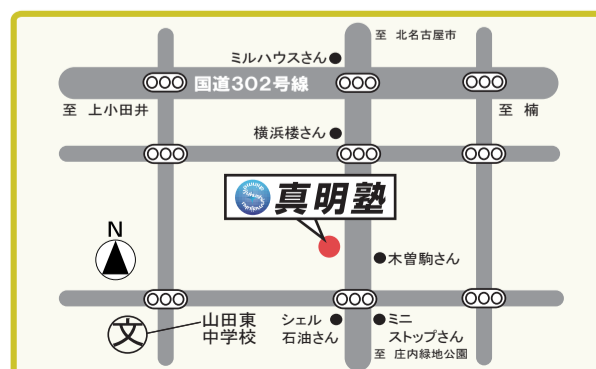 至 北名古屋市
ミルハウスさん
国道302号線
至 上小田井
至 楠
横浜楼さん
真明塾
N
木曽駒さん
文
山田東
中学校
シェル
石油さん
ミニ
ストップさん
至 庄内緑地公園